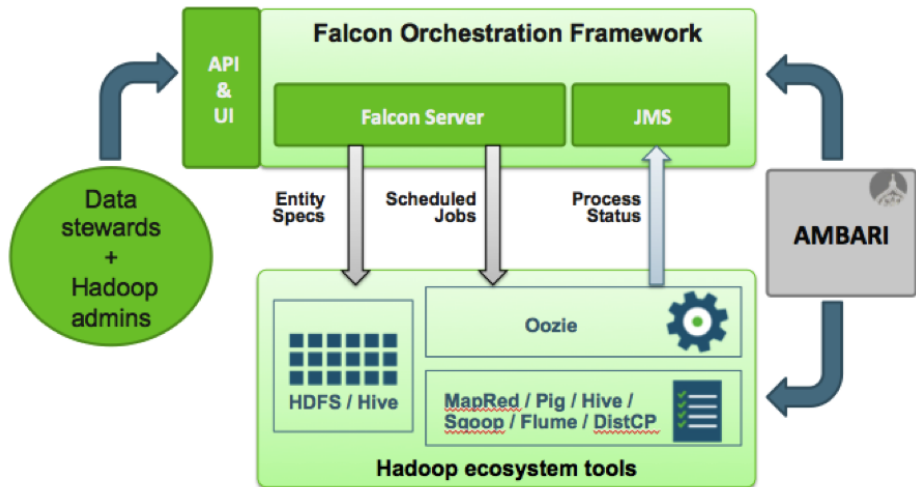 Falcon Orchestration Framework
API
&
UI
Falcon Server
JMS
Entity
Specs
Scheduled
Jobs
Process
Status
Data
stewards
+
Hadoop
admins
AMBARI
HDFS / Hive
Oozie
MapRed / Pig / Hive /
Sqoop / Flume / DistCP
Hadoop ecosystem tools